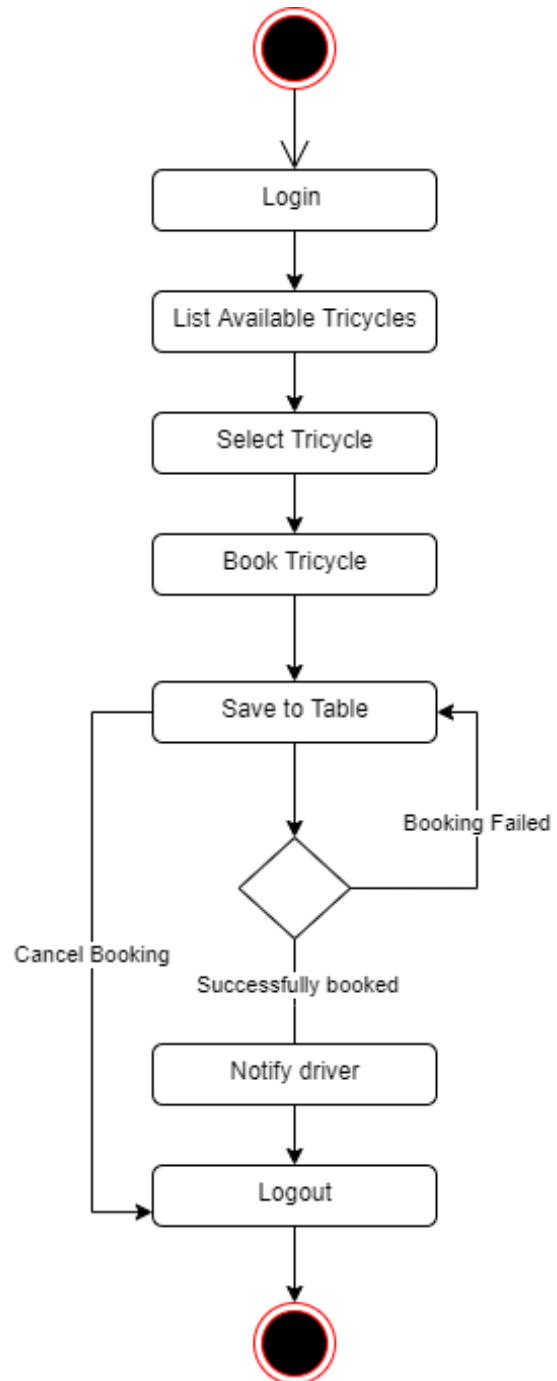 Login
List Available Tricycles
Select Tricycle
Book Tricycle
Save to Table
Booking Failed
Cancel Booking
Successfully booked
Notify driver
Logout